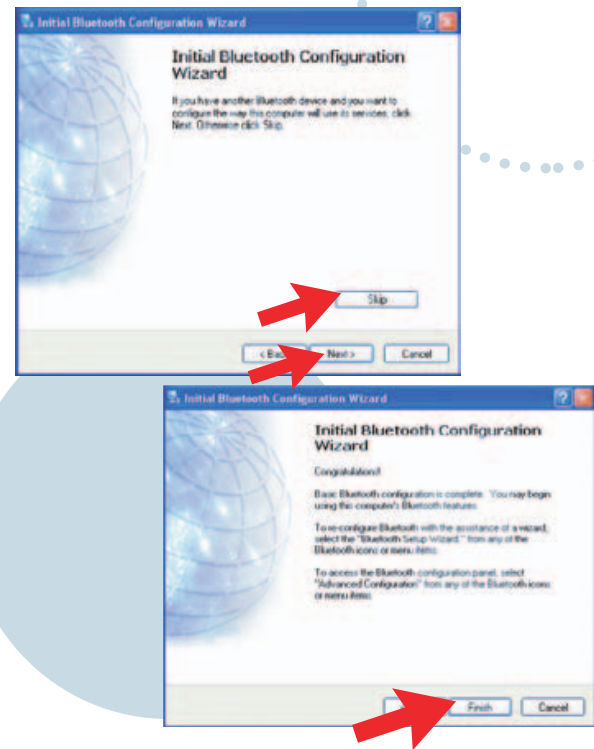 Initial Bluetooth Configuration Wizard
Initial Bluetooth Configuration
Wizard
If you have another Bluetooth device and you want to
configure the way this computer will use its services, click
Next. Otherwise click Skip.
Skip
Next > Cancel
Initial Bluetooth Configuration Wizard
Initial Bluetooth Configuration
Wizard
Congratulations!
Basic Bluetooth configuration is complete. You may begin
using this computer's Bluetooth features.
To re-configure Bluetooth with the assistance of a wizard,
select the "Bluetooth Setup Wizard." from any of the
Bluetooth icons or menu items.
To access the Bluetooth configuration panel, select
"Advanced Configuration" from any of the Bluetooth icons
or menu items.
Finish Cancel